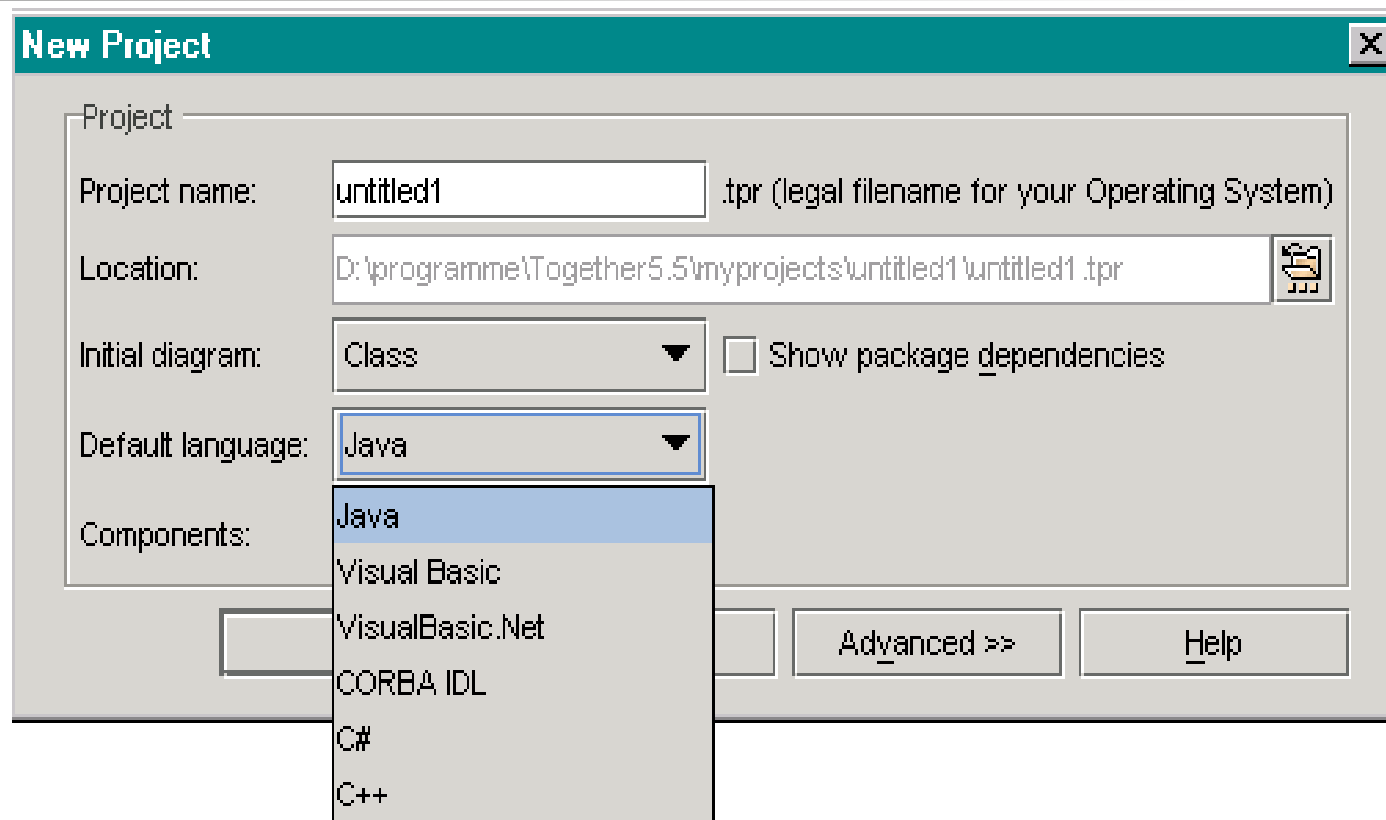 New Project
Project
Project name: untitled1 .tpr (legal filename for your Operating System)
Location: D:\programme\Together5.5\myprojects\untitled1\untitled1.tpr
Initial diagram: Class Show package dependencies
Default language: Java
Components:
Java
Visual Basic
VisualBasic.Net
CORBA IDL
C#
C++
Advanced >> Help